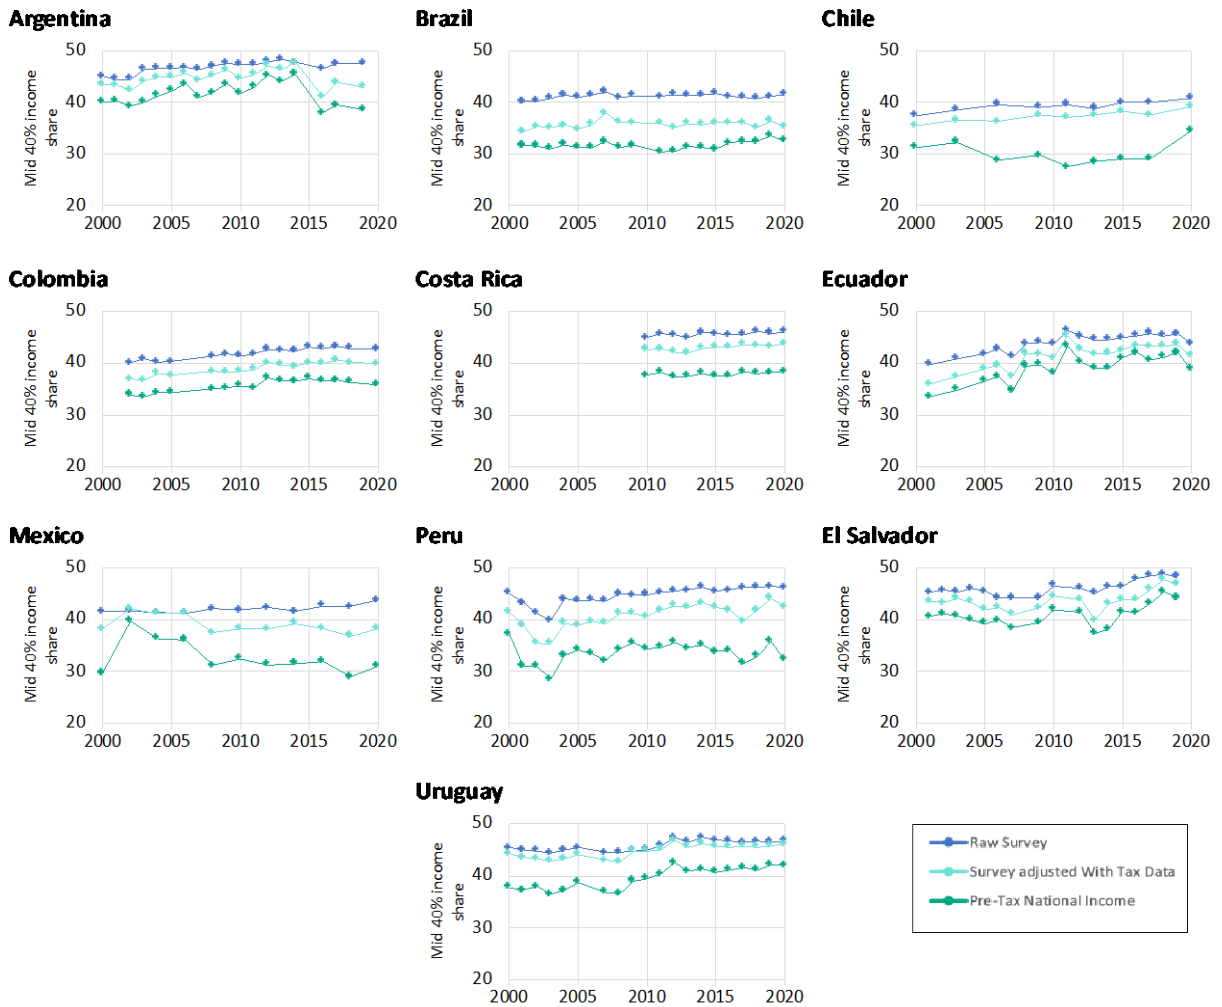 Argentina
Mid 40% income
share
50
40
30
20
2000 2005 2010 2015 2020
Brazil
Mid 40% income
share
50
40
30
20
2000 2005 2010 2015 2020
Chile
Mid 40% income
share
50
40
30
20
2000 2005 2010 2015 2020
Colombia
Mid 40% income
share
50
40
30
20
2000 2005 2010 2015 2020
Costa Rica
Mid 40% income
share
50
40
30
20
2000 2005 2010 2015 2020
Ecuador
Mid 40% income
share
50
40
30
20
2000 2005 2010 2015 2020
Mexico
Mid 40% income
share
50
40
30
20
2000 2005 2010 2015 2020
Peru
Mid 40% income
share
50
40
30
20
2000 2005 2010 2015 2020
El Salvador
Mid 40% income
share
50
40
30
20
2000 2005 2010 2015 2020
Uruguay
Mid 40% income
share
50
40
30
20
2000 2005 2010 2015 2020
Raw Survey
Survey adjusted With Tax Data
Pre-Tax National Income